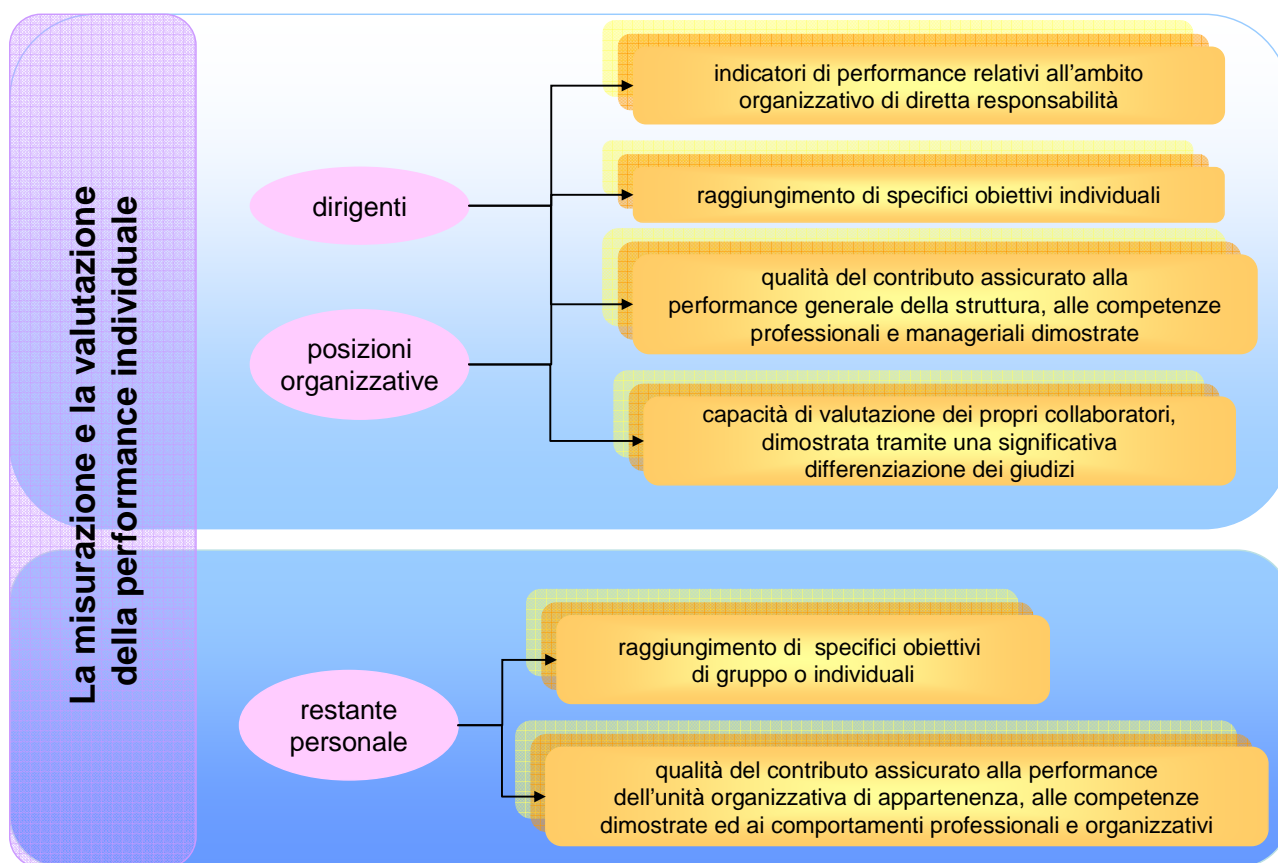 La misurazione e la valutazione
della performance individuale
dirigenti
posizioni
organizzative
indicatori di performance relativi all'ambito
organizzativo di diretta responsabilità
raggiungimento di specifici obiettivi individuali
qualità del contributo assicurato alla
performance generale della struttura, alle competenze
professionali e manageriali dimostrate
capacità di valutazione dei propri collaboratori,
dimostrata tramite una significativa
differenziazione dei giudizi
restante
personale
raggiungimento di  specifici obiettivi
di gruppo o individuali
qualità del contributo assicurato alla performance
dell'unità organizzativa di appartenenza, alle competenze
dimostrate ed ai comportamenti professionali e organizzativi